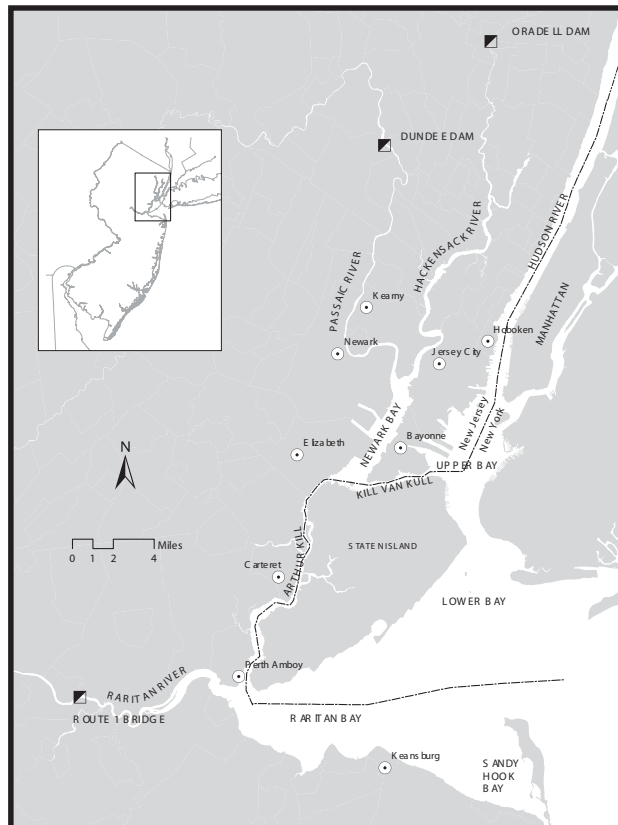 ORADELL DAM
DUNDEE DAM
HUDSON RIVER
HACKENSACK RIVER
PASSAIC RIVER
MANHATTAN
Kearny
Hoboken
Newark
Jersey City
New Jersey
New York
NEWARK BAY
Bayonne
Elizabeth
UPPER BAY
KILL VAN KULL
N
0 1 2 4 Miles
ARTHUR KILL
STATEN ISLAND
Carteret
LOWER BAY
Perth Amboy
RARITAN RIVER
ROUTE 1 BRIDGE
RARITAN BAY
Keansburg
SANDY
HOOK
BAY